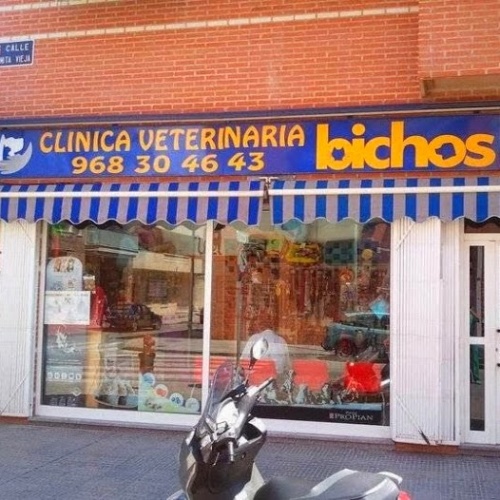 CALLE
CLINICA VETERINARIA bichos
968 30 46 43
PROPLAN